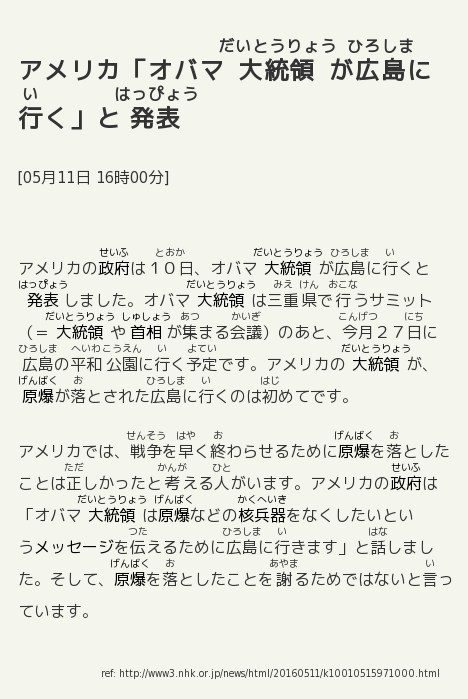 だいとうりょう ひろしま
アメリカ「オバマ 大統領 が広島に
い はっぴょう
行く」と 発表
[05月11日 16時00分]
せいふ とおか だいとうりょう ひろしま い
アメリカの政府は１０日、オバマ 大統領 が広島に行くと
はっぴょう だいとうりょう みえ けん おこな
発表 しました。オバマ 大統領 は三重 県で 行 うサミット
だいとうりょう しゅしょう あつ かいぎ こんげつ にち
（＝ 大統領 や 首相 が集まる会議）のあと、今月２７日に
ひろしま へいわ こうえん い よてい だいとうりょう
広島の平和 公園に行く予定です。アメリカの 大統領 が、
げんばく お ひろしま い はじ
原爆が落とされた広島に行くのは初めてです。
せんそう はや お げんばく お
アメリカでは、戦争を早く終わらせるために原爆を落とした
ただ かんが ひと せいふ
ことは正しかったと 考 える人がいます。アメリカの政府は
だいとうりょう げんばく かくへいき
「オバマ 大統領 は原爆などの核兵器をなくしたいとい
つた ひろしま い はな
うメッセージを伝えるために広島に行きます」と話しまし
げんばく お あやま い
た。そして、原爆を落としたことを 謝 るためではないと言っ
ています。
ref: http://www3.nhk.or.jp/news/html/20160511/k10010515971000.html